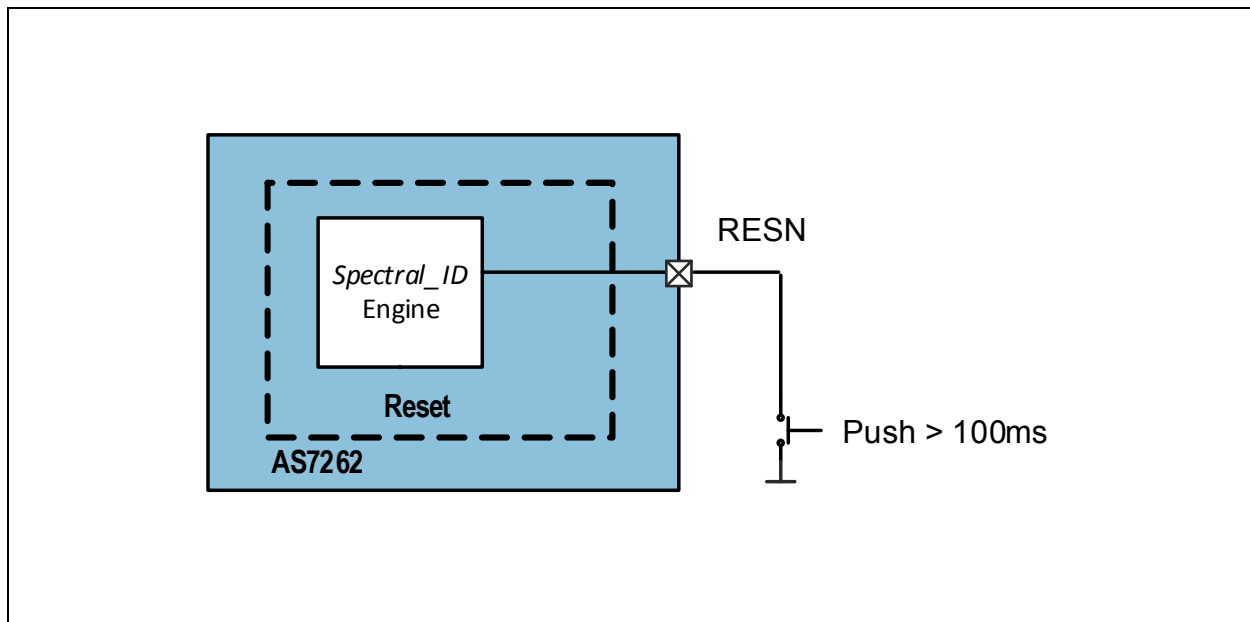 RESN
Spectral_ID
Engine
Reset
Push > 100ms
AS7262